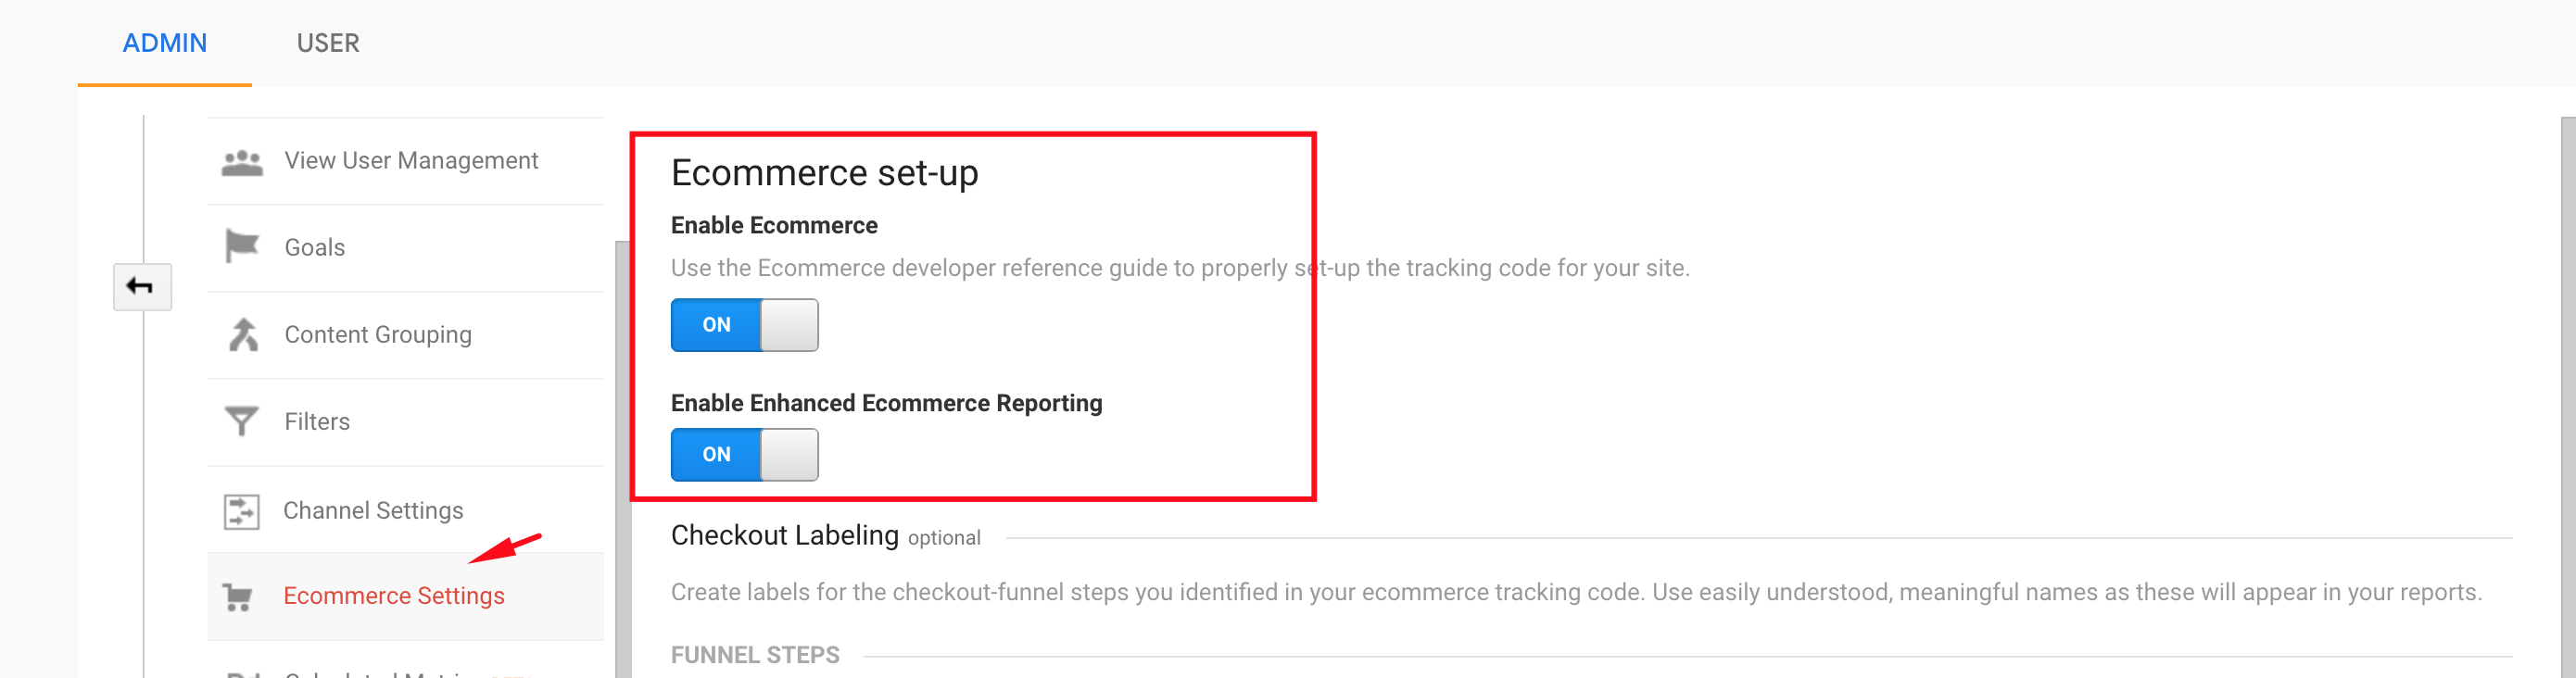 ADMIN
USER
View User Management
Goals
Content Grouping
Filters
Channel Settings
Ecommerce Settings
Ecommerce set-up
Enable Ecommerce
Use the Ecommerce developer reference guide to properly set-up the tracking code for your site.
ON
Enable Enhanced Ecommerce Reporting
ON
Checkout Labeling optional
Create labels for the checkout-funnel steps you identified in your ecommerce tracking code. Use easily understood, meaningful names as these will appear in your reports.
FUNNEL STEPS